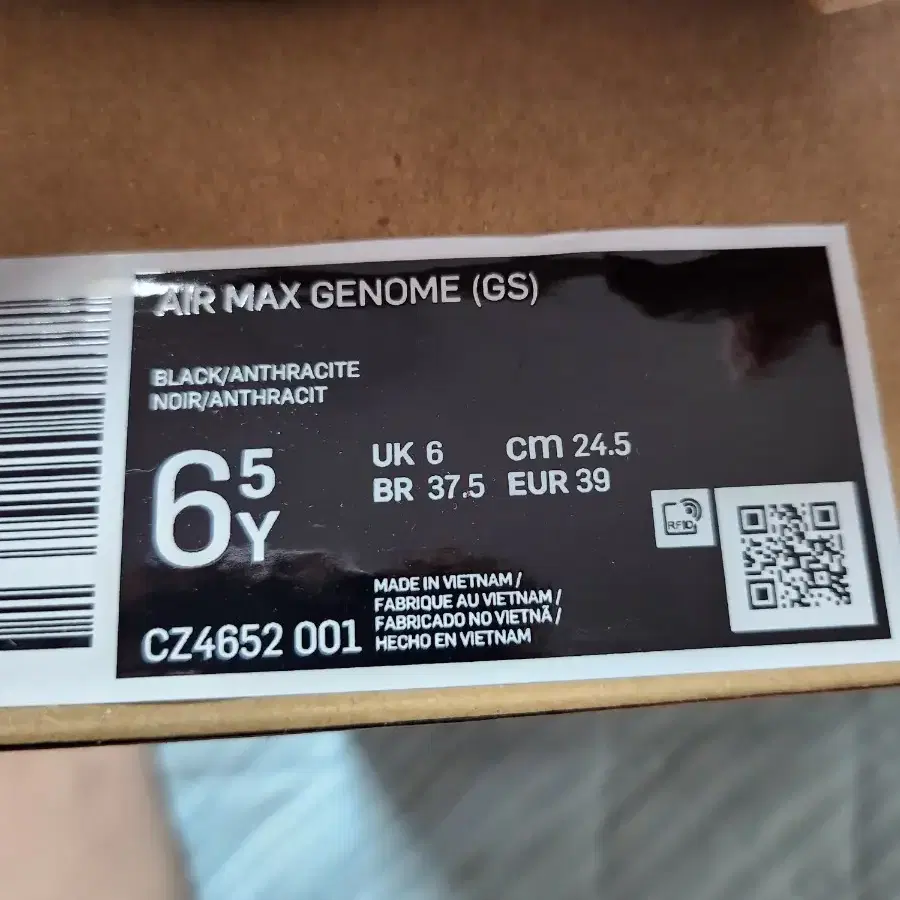 AIR MAX GENOME (GS)
BLACK/ANTHRACITE
NOIR/ANTHRACIT
6 5 Y
UK 6 cm 24.5
BR 37.5 EUR 39
RFID
MADE IN VIETNAM /
FABRIQUE AU VIETNAM /
FABRICADO NO VIETNÃ /
HECHO EN VIETNAM
CZ4652 001